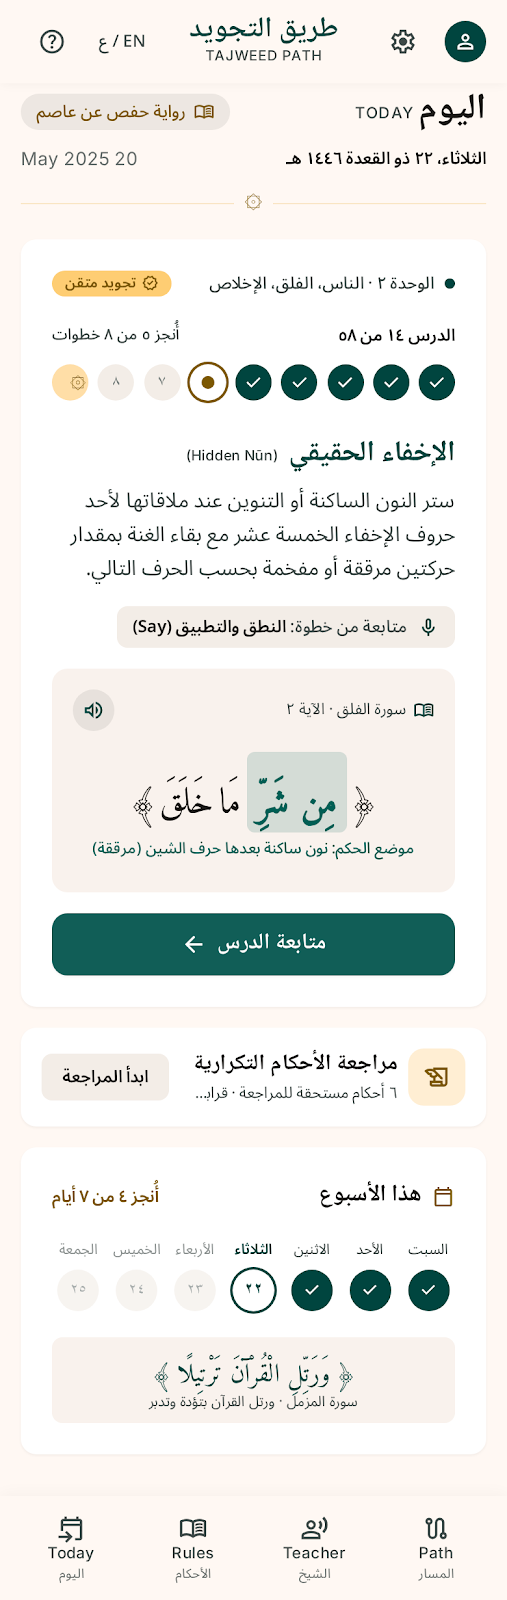 طريق التجويد
TAJWEED PATH
ع / EN
اليوم TODAY
رواية حفص عن عاصم
الثلاثاء، ٢٢ ذو القعدة ١٤٤٦ هـ
20 May 2025
الوحدة ٢ · الناس، الفلق، الإخلاص
تجويد متقن
الدرس ١٤ من ٥٨
أُنجز ٥ من ٨ خطوات
٧
٨
الإخفاء الحقيقي (Hidden Nūn)
ستر النون الساكنة أو التنوين عند ملاقاتها لأحد
حروف الإخفاء الخمسة عشر مع بقاء الغنة بمقدار
حركتين مرققة أو مفخمة بحسب الحرف التالي.
متابعة من خطوة: النطق والتطبيق (Say)
سورة الفلق · الآية ٢
﴿ مِن شَرِّ مَا خَلَقَ ﴾
موضع الحكم: نون ساكنة بعدها حرف الشين (مرققة)
متابعة الدرس
مراجعة الأحكام التكرارية
٦ أحكام مستحقة للمراجعة · قراب...
ابدأ المراجعة
هذا الأسبوع
أُنجز ٤ من ٧ أيام
السبت الأحد الاثنين الثلاثاء الأربعاء الخميس الجمعة
٢٢ ٢٣ ٢٤ ٢٥
﴿ وَرَتِّلِ الْقُرْآنَ تَرْتِيلًا ﴾
سورة المزمل · ورتل القرآن بتؤدة وتدبر
Today
اليوم
Rules
الأحكام
Teacher
الشيخ
Path
المسار